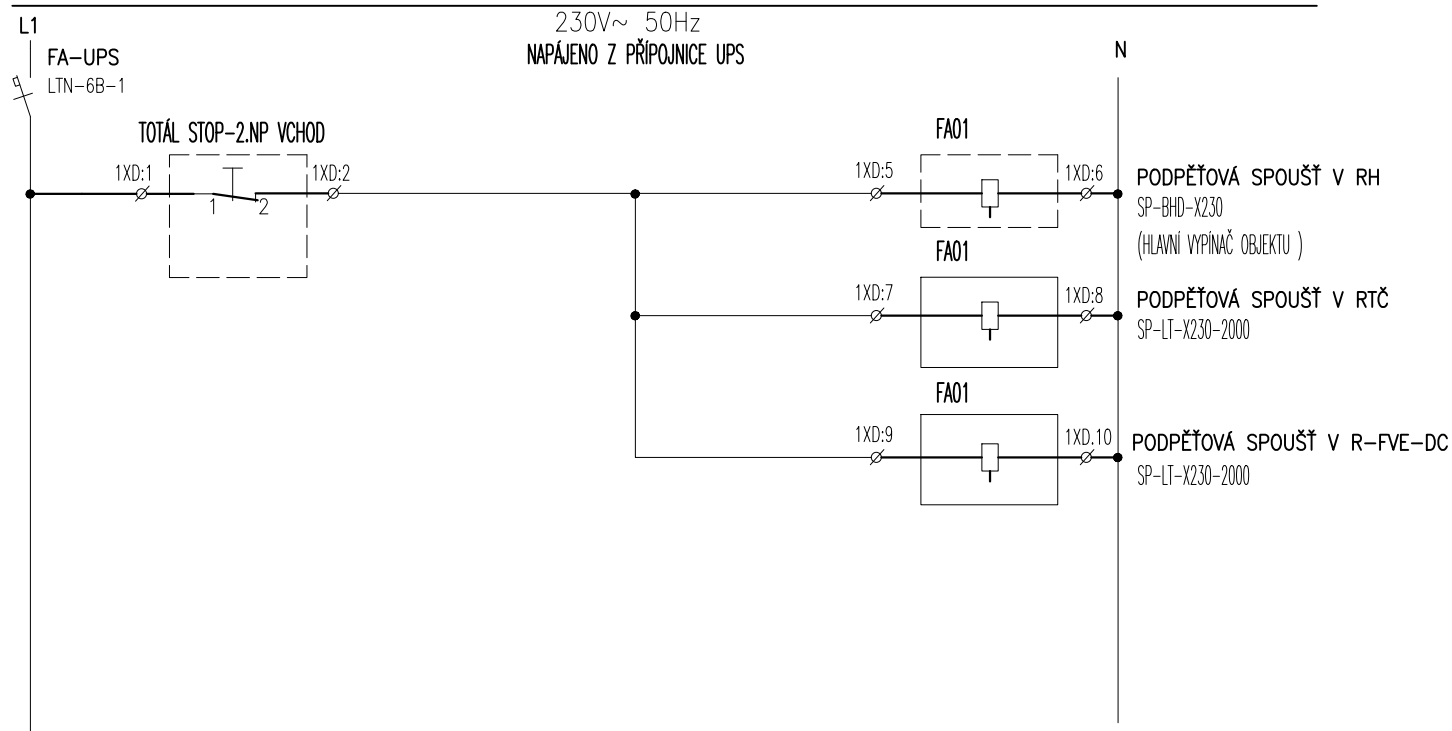 230V~ 50Hz
NAPÁJENO Z PŘÍPOJNICE UPS
L1
N
FA-UPS
LTN-6B-1
TOTÁL STOP-2.NP VCHOD
1XD:1
1XD:2
1
2
FA01
1XD:5
1XD:6
PODPĚŤOVÁ SPOUŠŤ V RH
SP-BHD-X230
(HLAVNÍ VYPÍNAČ OBJEKTU )
FA01
1XD:7
1XD:8
PODPĚŤOVÁ SPOUŠŤ V RTČ
SP-LT-X230-2000
FA01
1XD:9
1XD.10
PODPĚŤOVÁ SPOUŠŤ V R-FVE-DC
SP-LT-X230-2000